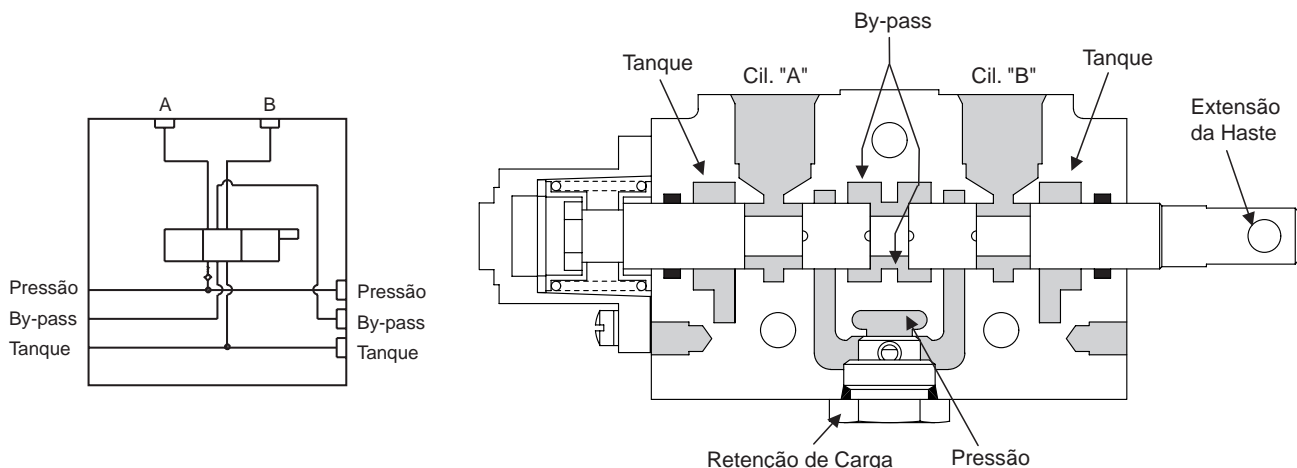 A
B
Pressão
By-pass
Tanque
Pressão
By-pass
Tanque
By-pass
Tanque
Cil. "A"
Cil. "B"
Tanque
Extensão
da Haste
Retenção de Carga
Pressão